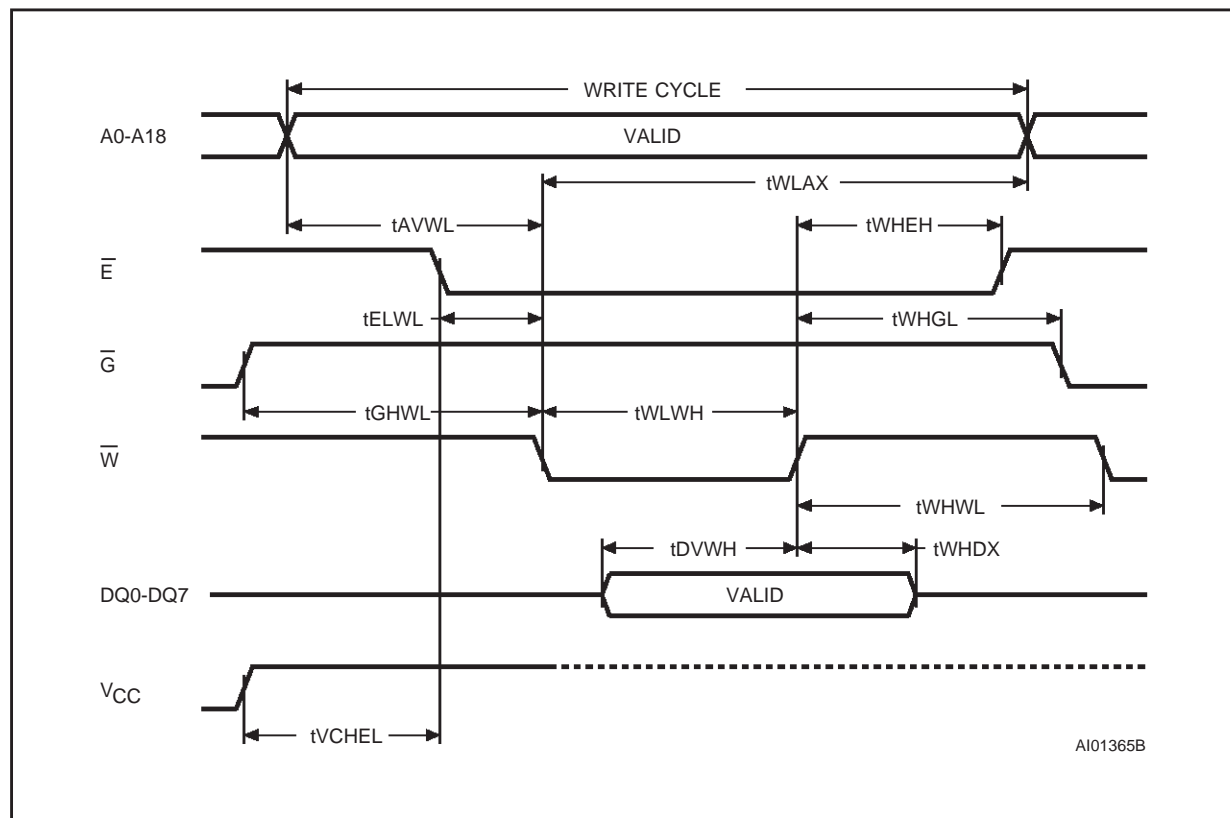 WRITE CYCLE
A0-A18
VALID
tWLAX
tAVWL
tWHEH
E̅
tELWL
tWHGL
G̅
tGHWL
tWLWH
W̅
tWHWL
tDVWH
tWHDX
DQ0-DQ7
VALID
VCC
tVCHEL
AI01365B